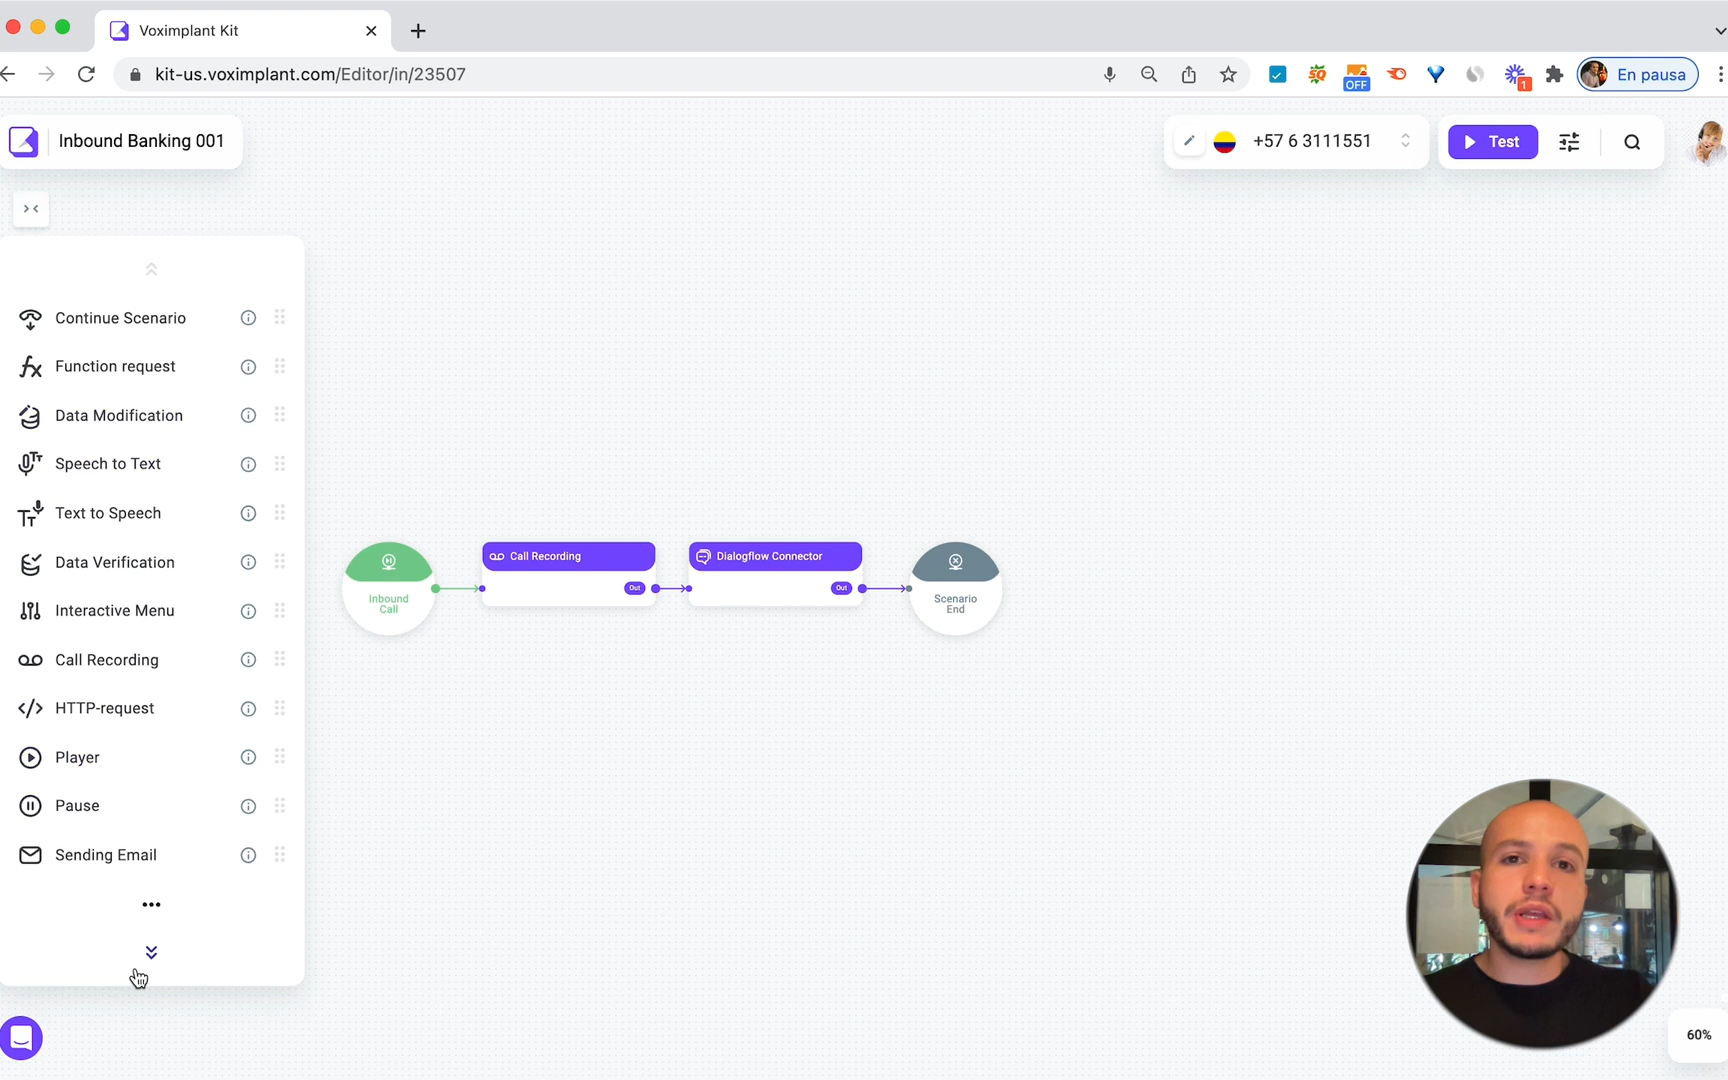 Voximplant Kit
kit-us.voximplant.com/Editor/in/23507
OFF
1
En pausa
Inbound Banking 001
+57 6 3111551
Test
Continue Scenario
Function request
Data Modification
Speech to Text
Text to Speech
Data Verification
Interactive Menu
Call Recording
HTTP-request
Player
Pause
Sending Email
Inbound
Call
Call Recording
Out
Dialogflow Connector
Out
Scenario
End
60%